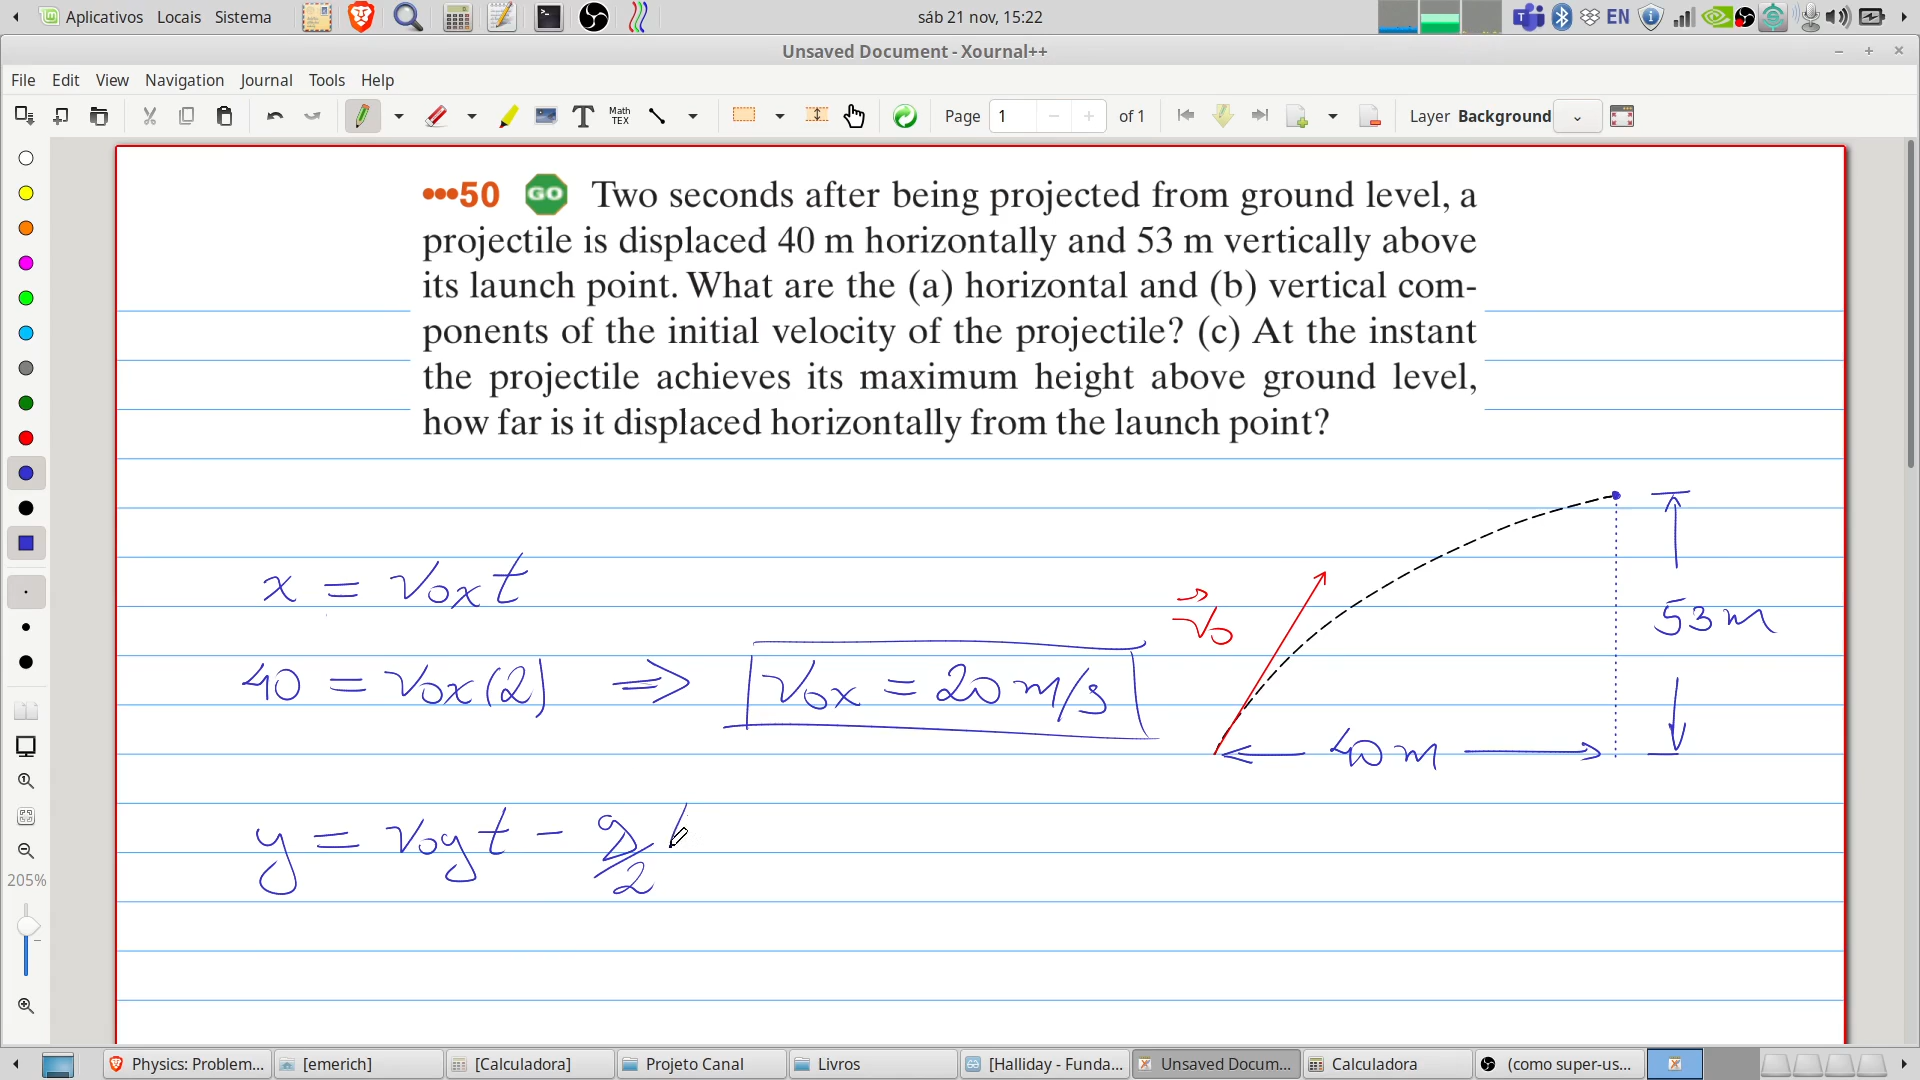 Aplicativos Locais Sistema sáb 21 nov, 15:22 EN
Unsaved Document - Xournal++
File Edit View Navigation Journal Tools Help
Math TEX Page 1 of 1 Layer Background
•••50 GO Two seconds after being projected from ground level, a
projectile is displaced 40 m horizontally and 53 m vertically above
its launch point. What are the (a) horizontal and (b) vertical com-
ponents of the initial velocity of the projectile? (c) At the instant
the projectile achieves its maximum height above ground level,
how far is it displaced horizontally from the launch point?
x = v0x t
v0
53 m
40 = v0x (2) => v0x = 20 m/s
40 m
y = v0y t - g/2
205%
Physics: Problem... [emerich] [Calculadora] Projeto Canal Livros [Halliday - Funda... Unsaved Docum... Calculadora (como super-us...